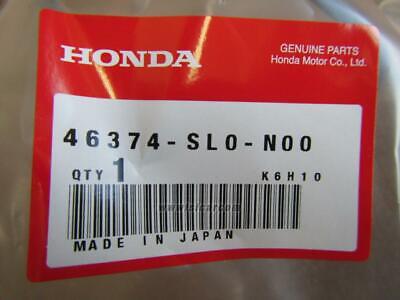 HONDA
GENUINE PARTS
Honda Motor Co., Ltd.
46374-SL0-N00
QTY 1 K6H10
MADE IN JAPAN